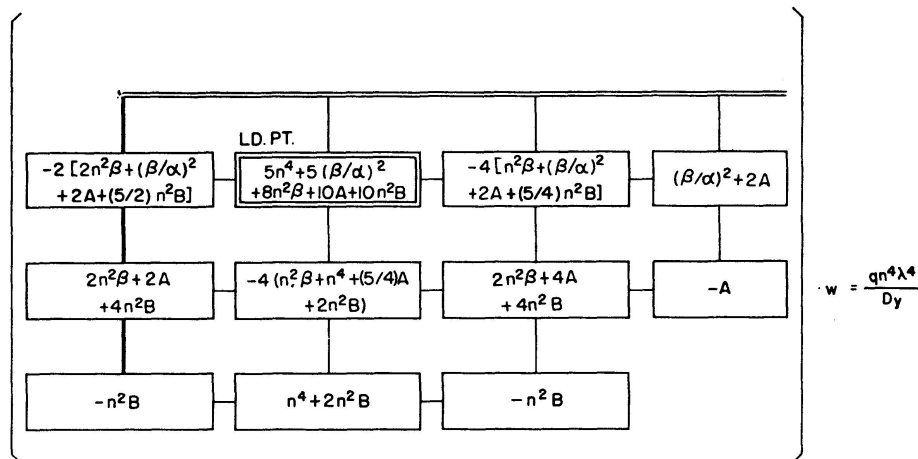 LD. PT.
-2 [2n²β+(β/α)²
+2A+(5/2) n²B]
5n⁴+5(β/α)²
+8n²β+10A+10n²B
-4[n²β+(β/α)²
+2A+(5/4)n²B]
(β/α)²+2A
2n²β+2A
+4n²B
-4(n²β+n⁴+(5/4)A
+2n²B)
2n²β+4A
+4n²B
-A
w = qn⁴λ⁴/Dy
-n²B
n⁴+2n²B
-n²B